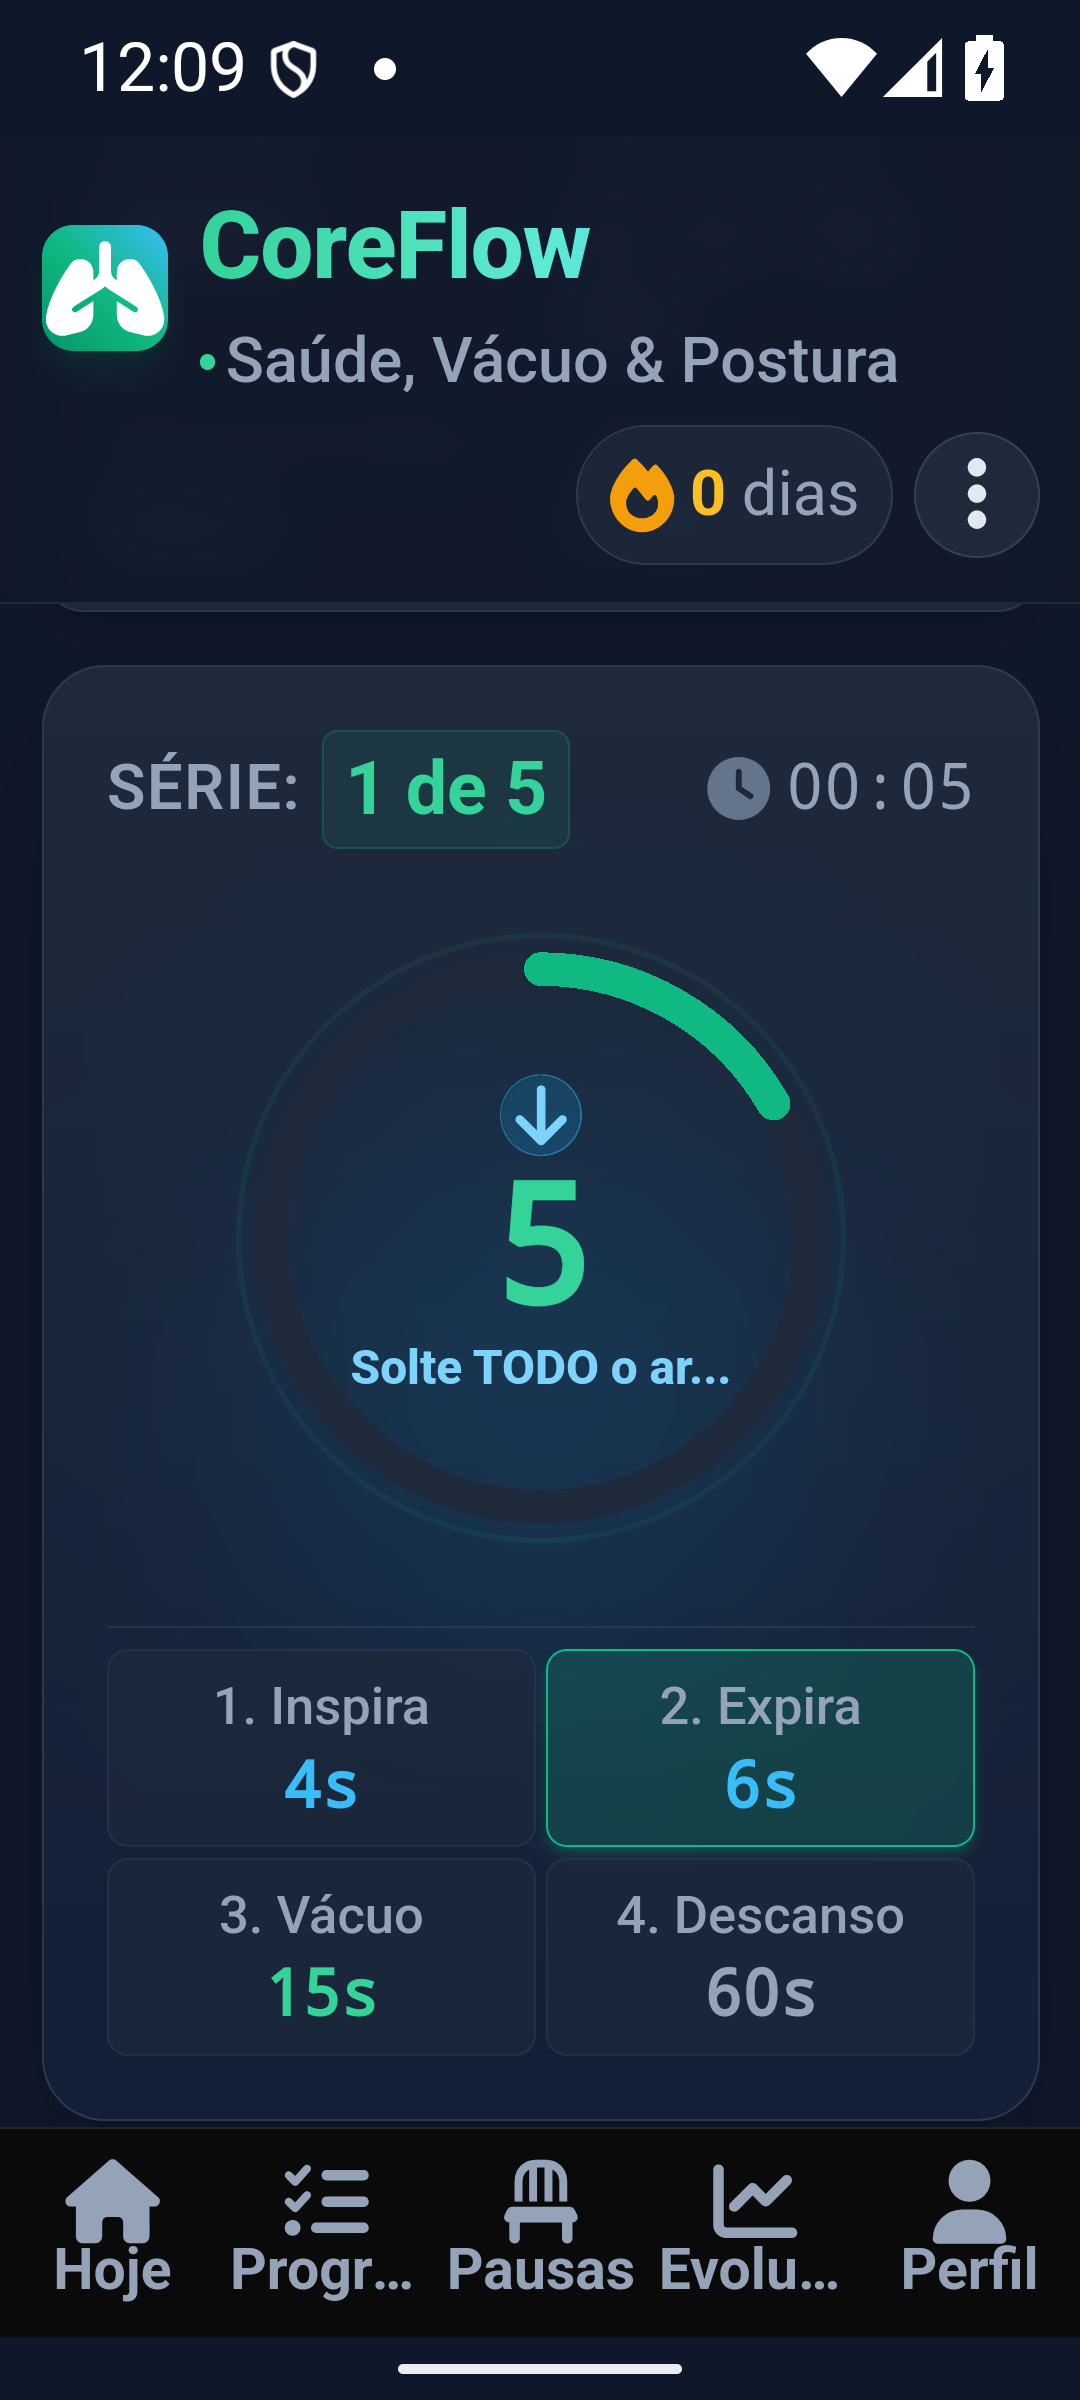 12:09
CoreFlow
Saúde, Vácuo & Postura
0 dias
SÉRIE: 1 de 5 00:05
5
Solte TODO o ar...
1. Inspira
4s
2. Expira
6s
3. Vácuo
15s
4. Descanso
60s
Hoje Progr... Pausas Evolu... Perfil